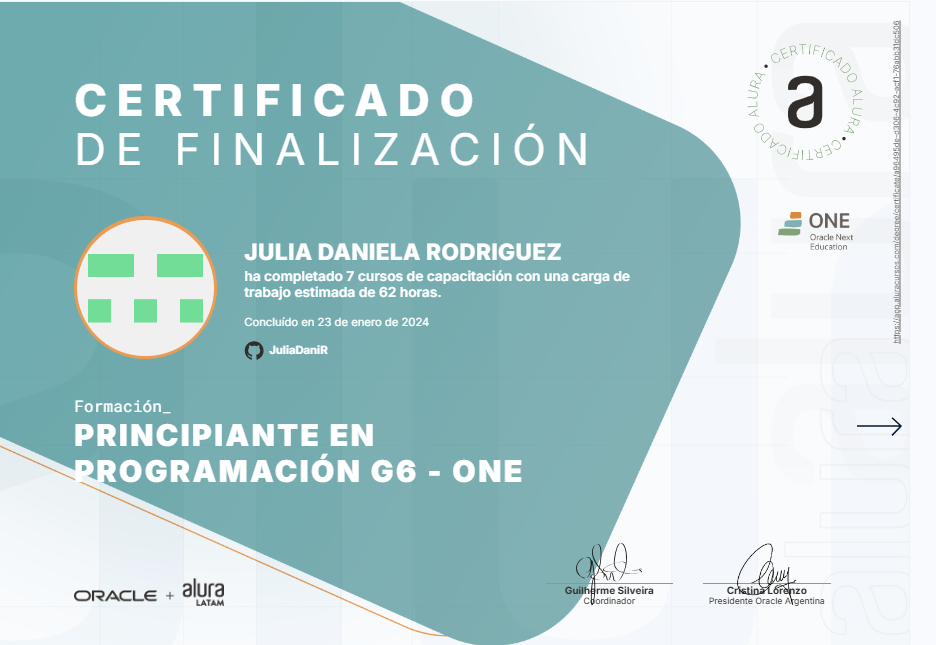 CERTIFICADO
DE FINALIZACIÓN
CERTIFICADO ALURA • CERTIFICADO ALURA •
a
ONE
Oracle Next
Education
JULIA DANIELA RODRIGUEZ
ha completado 7 cursos de capacitación con una carga de
trabajo estimada de 62 horas.
Concluído en 23 de enero de 2024
JuliaDaniR
Formación_
PRINCIPIANTE EN
PROGRAMACIÓN G6 - ONE
ORACLE + alura
LATAM
Guilherme Silveira
Coordinador
Cristina Lorenzo
Presidente Oracle Argentina
alura